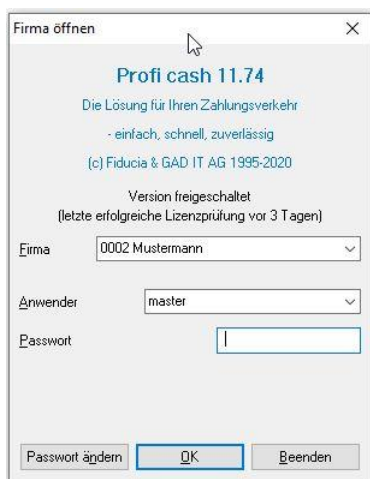 Firma öffnen
Profi cash 11.74
Die Lösung für Ihren Zahlungsverkehr
- einfach, schnell, zuverlässig
(c) Fiducia & GAD IT AG 1995-2020
Version freigeschaltet
(letzte erfolgreiche Lizenzprüfung vor 3 Tagen)
Firma 0002 Mustermann
Anwender master
Passwort
Passwort ändern OK Beenden